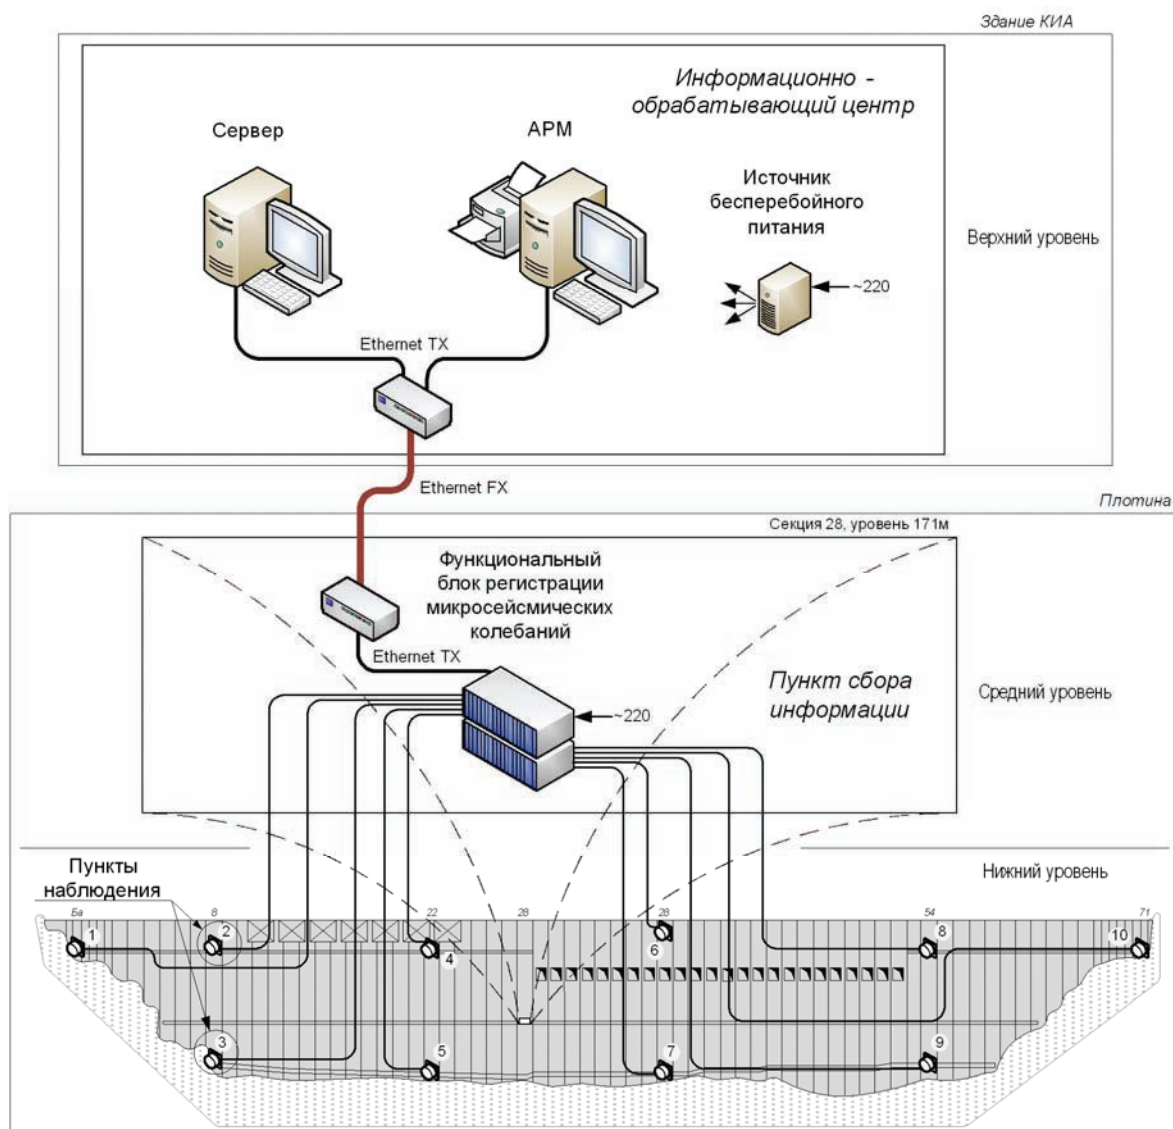 Здание КИА
Информационно -
обрабатывающий центр
Сервер
АРМ
Источник
бесперебойного
питания
Верхний уровень
~220
Ethernet TX
Ethernet FX
Плотина
Секция 28, уровень 171м
Функциональный
блок регистрации
микросейсмических
колебаний
Ethernet TX
Пункт сбора
информации
Средний уровень
~220
Пункты
наблюдения
Нижний уровень
Ба 8 22 28 28 54 71
1 2 4 6 8 10
3 5 7 9